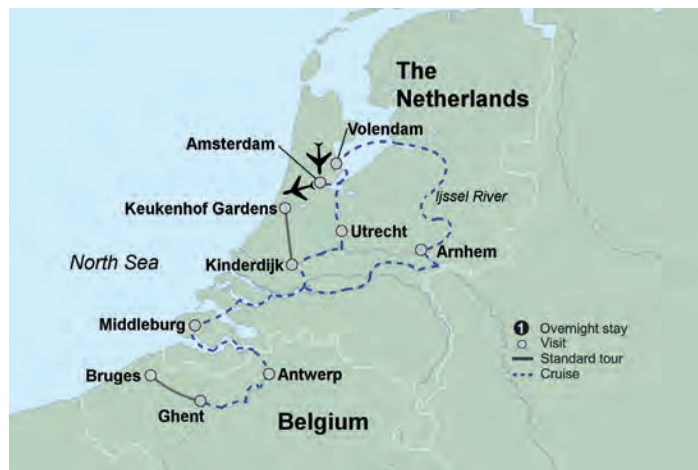 The
Netherlands
Volendam
Amsterdam
Keukenhof Gardens
Ijssel River
Utrecht
Arnhem
North Sea
Kinderdijk
Middleburg
1 Overnight stay
Visit
Standard tour
Cruise
Bruges
Antwerp
Ghent
Belgium